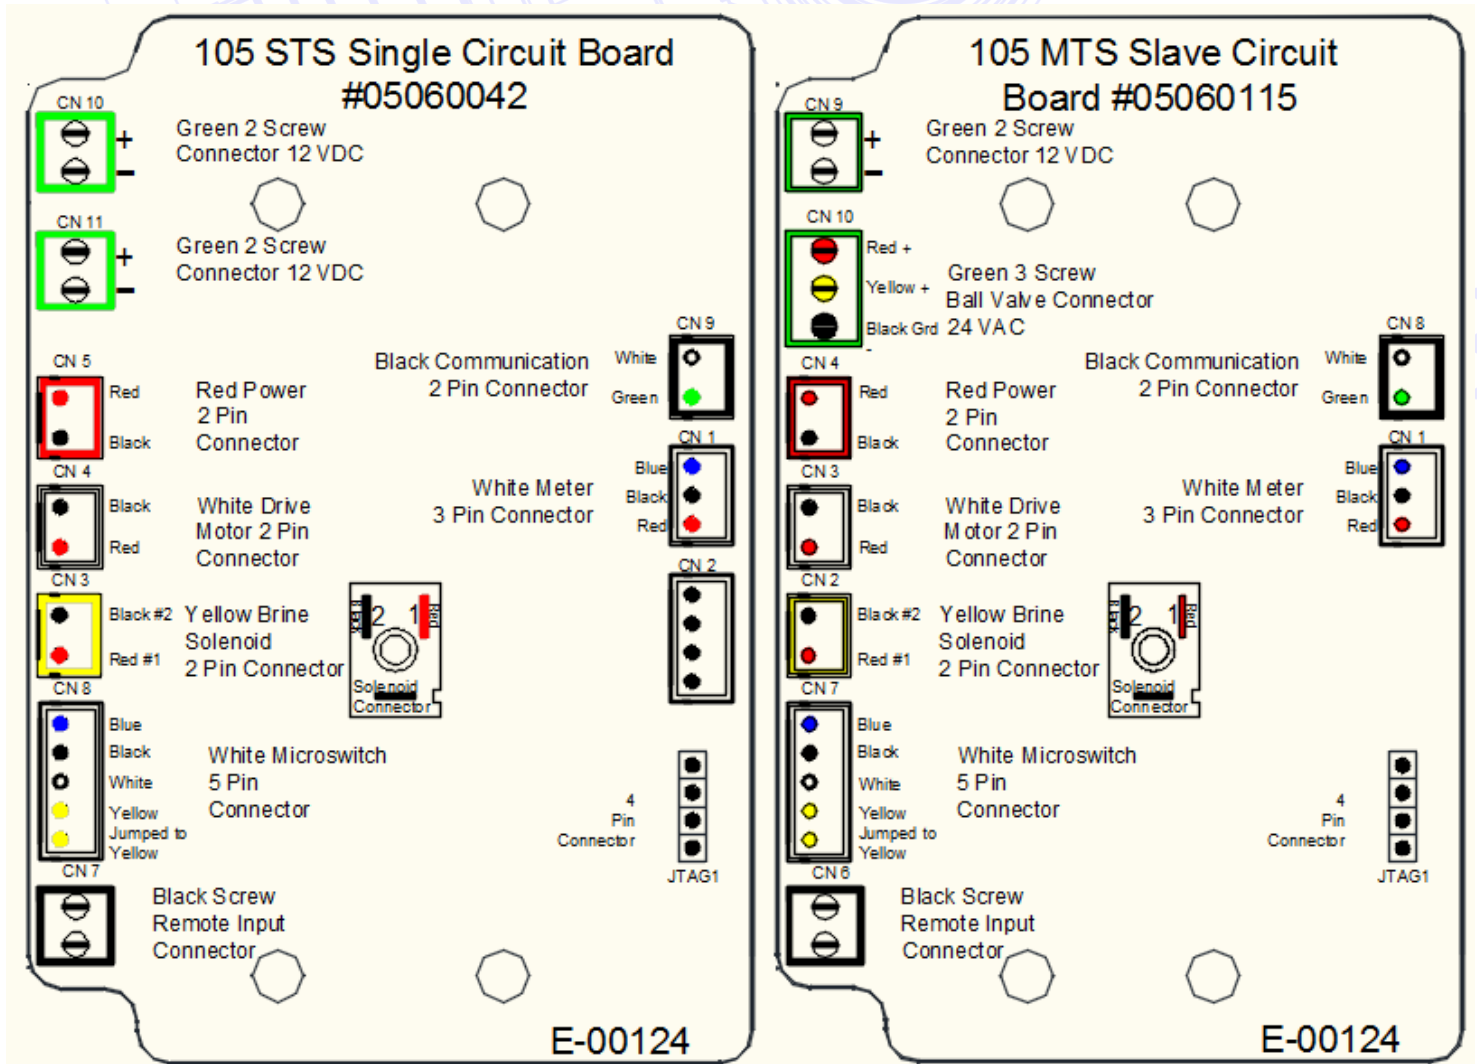 105 STS Single Circuit Board
#05060042
CN 10
+
-
Green 2 Screw
Connector 12 VDC
CN 11
+
-
Green 2 Screw
Connector 12 VDC
CN 5
Red
Black
Red Power
2 Pin
Connector
CN 4
Black
Red
White Drive
Motor 2 Pin
Connector
CN 3
Black #2
Red #1
Yellow Brine
Solenoid
2 Pin Connector
Black
2
1
Red
Solenoid
Connector
CN 8
Blue
Black
White
Yellow
Jumped to
Yellow
White Microswitch
5 Pin
Connector
CN 7
Black Screw
Remote Input
Connector
CN 9
White
Green
Black Communication
2 Pin Connector
CN 1
Blue
Black
Red
White Meter
3 Pin Connector
CN 2
4
Pin
Connector
JTAG1
E-00124
105 MTS Slave Circuit
Board #05060115
CN 9
+
-
Green 2 Screw
Connector 12 VDC
CN 10
Red +
Yellow +
Black Grd
-
Green 3 Screw
Ball Valve Connector
24 VAC
CN 4
Red
Black
Red Power
2 Pin
Connector
CN 3
Black
Red
White Drive
Motor 2 Pin
Connector
CN 2
Black #2
Red #1
Yellow Brine
Solenoid
2 Pin Connector
Black
2
1
Red
Solenoid
Connector
CN 7
Blue
Black
White
Yellow
Jumped to
Yellow
White Microswitch
5 Pin
Connector
CN 6
Black Screw
Remote Input
Connector
CN 8
White
Green
Black Communication
2 Pin Connector
CN 1
Blue
Black
Red
White Meter
3 Pin Connector
4
Pin
Connector
JTAG1
E-00124